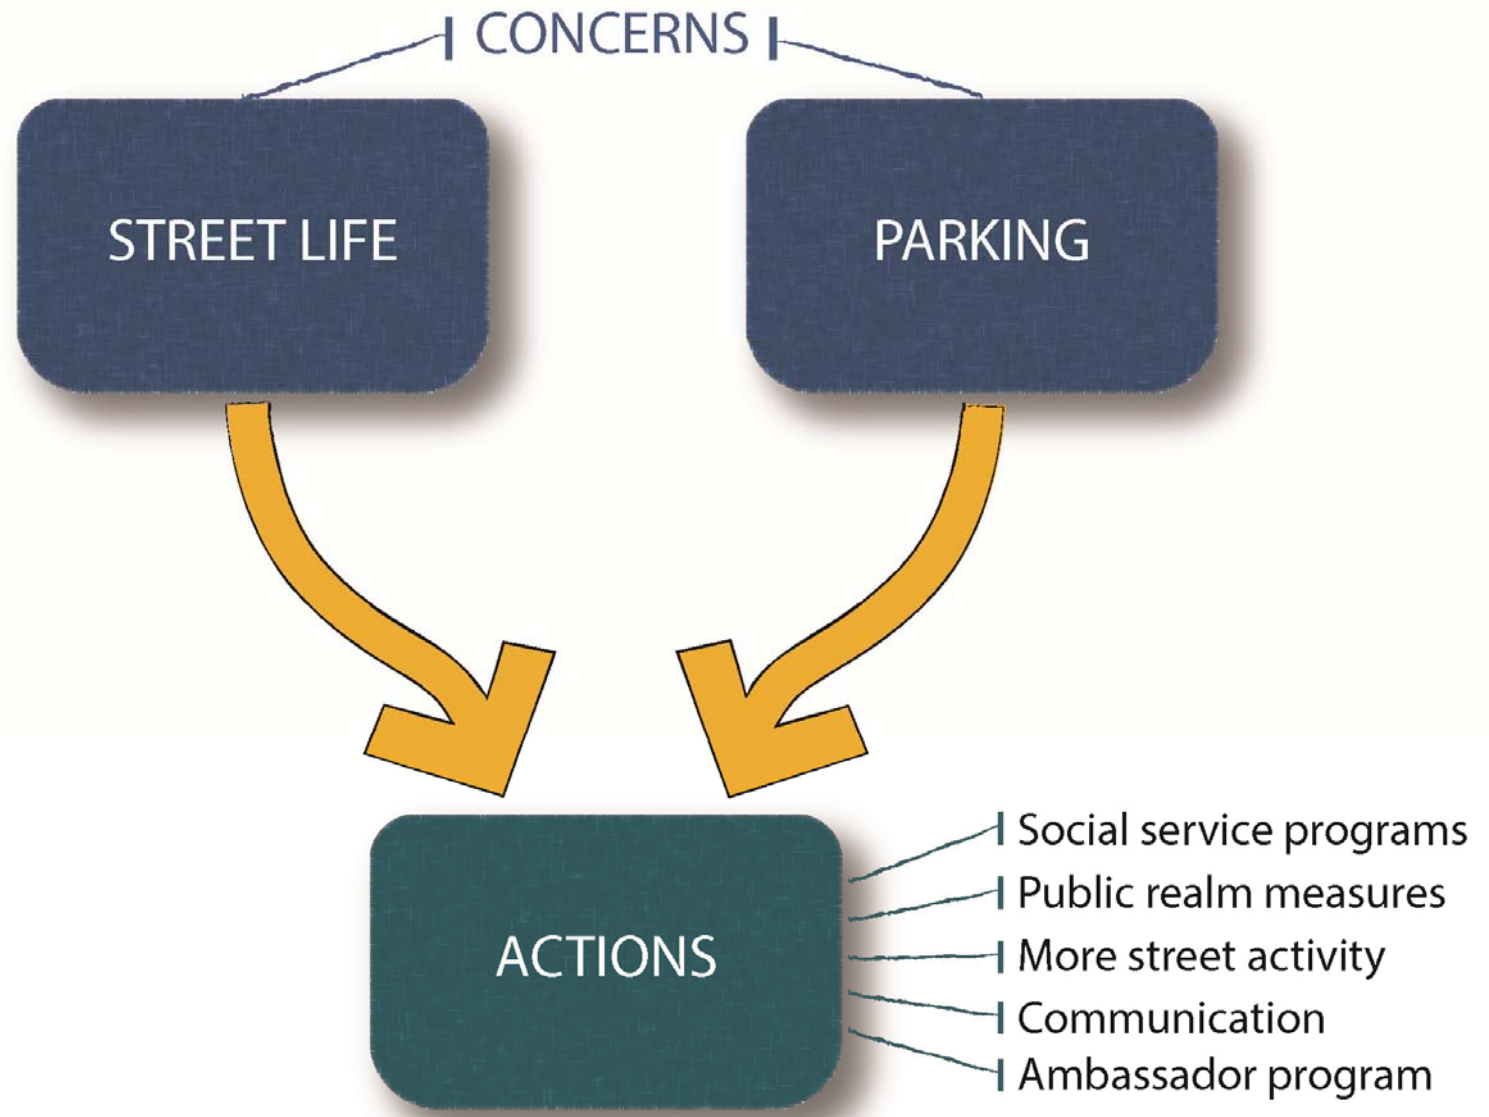 CONCERNS
STREET LIFE
PARKING
ACTIONS
Social service programs
Public realm measures
More street activity
Communication
Ambassador program